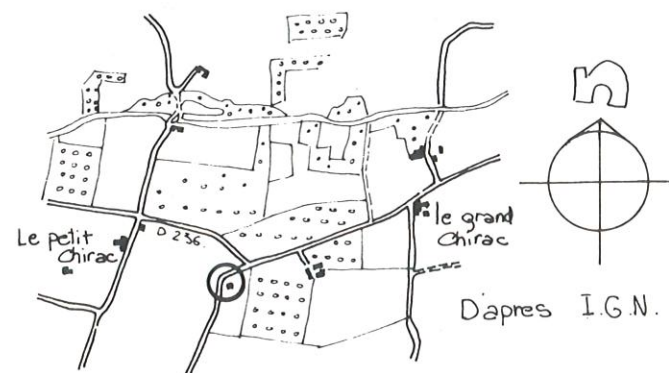 Le petit
Chirac
D.236.
le grand
Chirac
D'apres I.G.N.